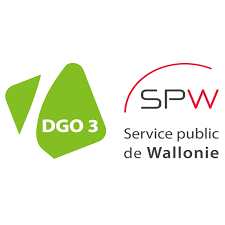 DGO 3
SPW
Service public
de Wallonie